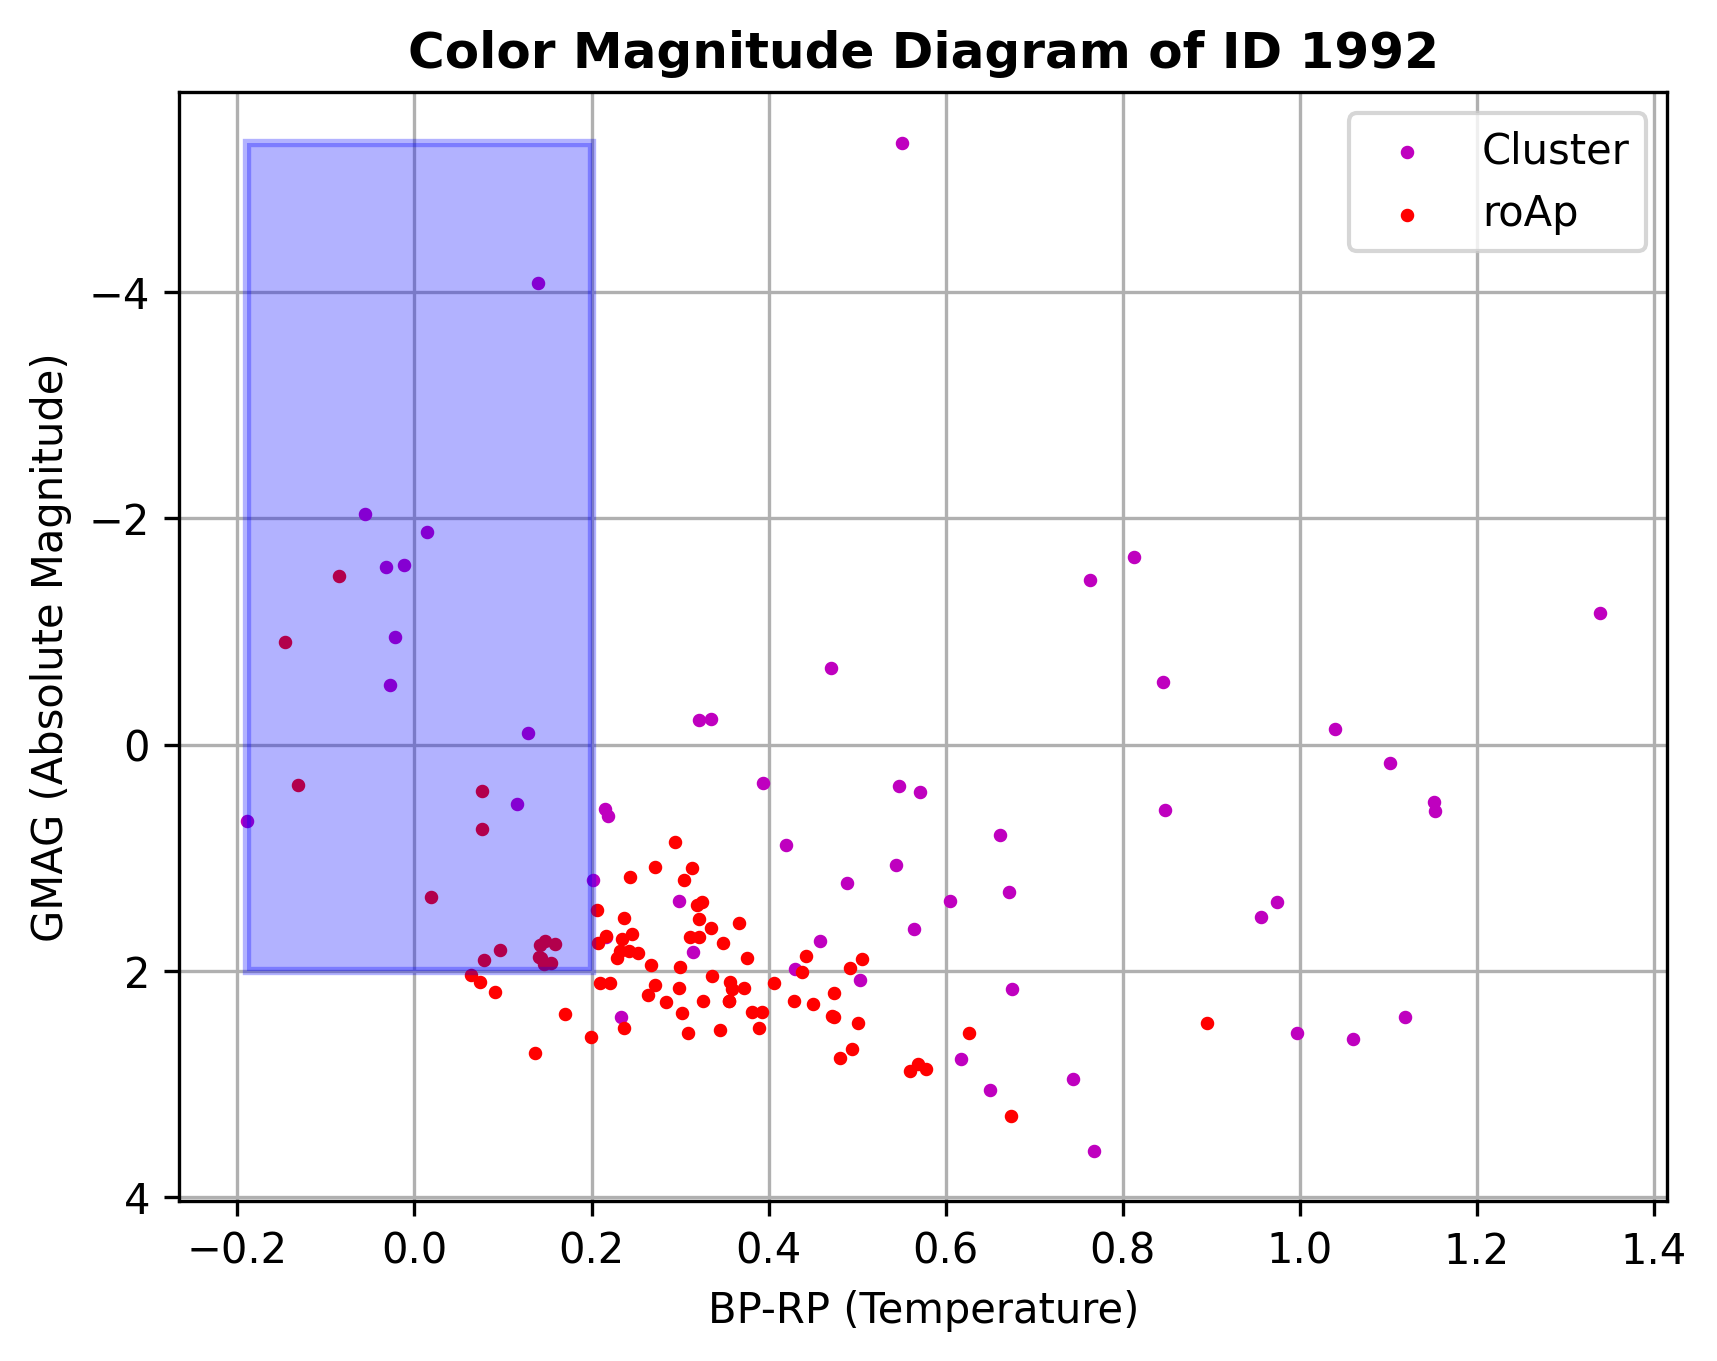 Color Magnitude Diagram of ID 1992
Cluster
roAp
GMAG (Absolute Magnitude)
−4
−2
0
2
4
−0.2 0.0 0.2 0.4 0.6 0.8 1.0 1.2 1.4
BP-RP (Temperature)